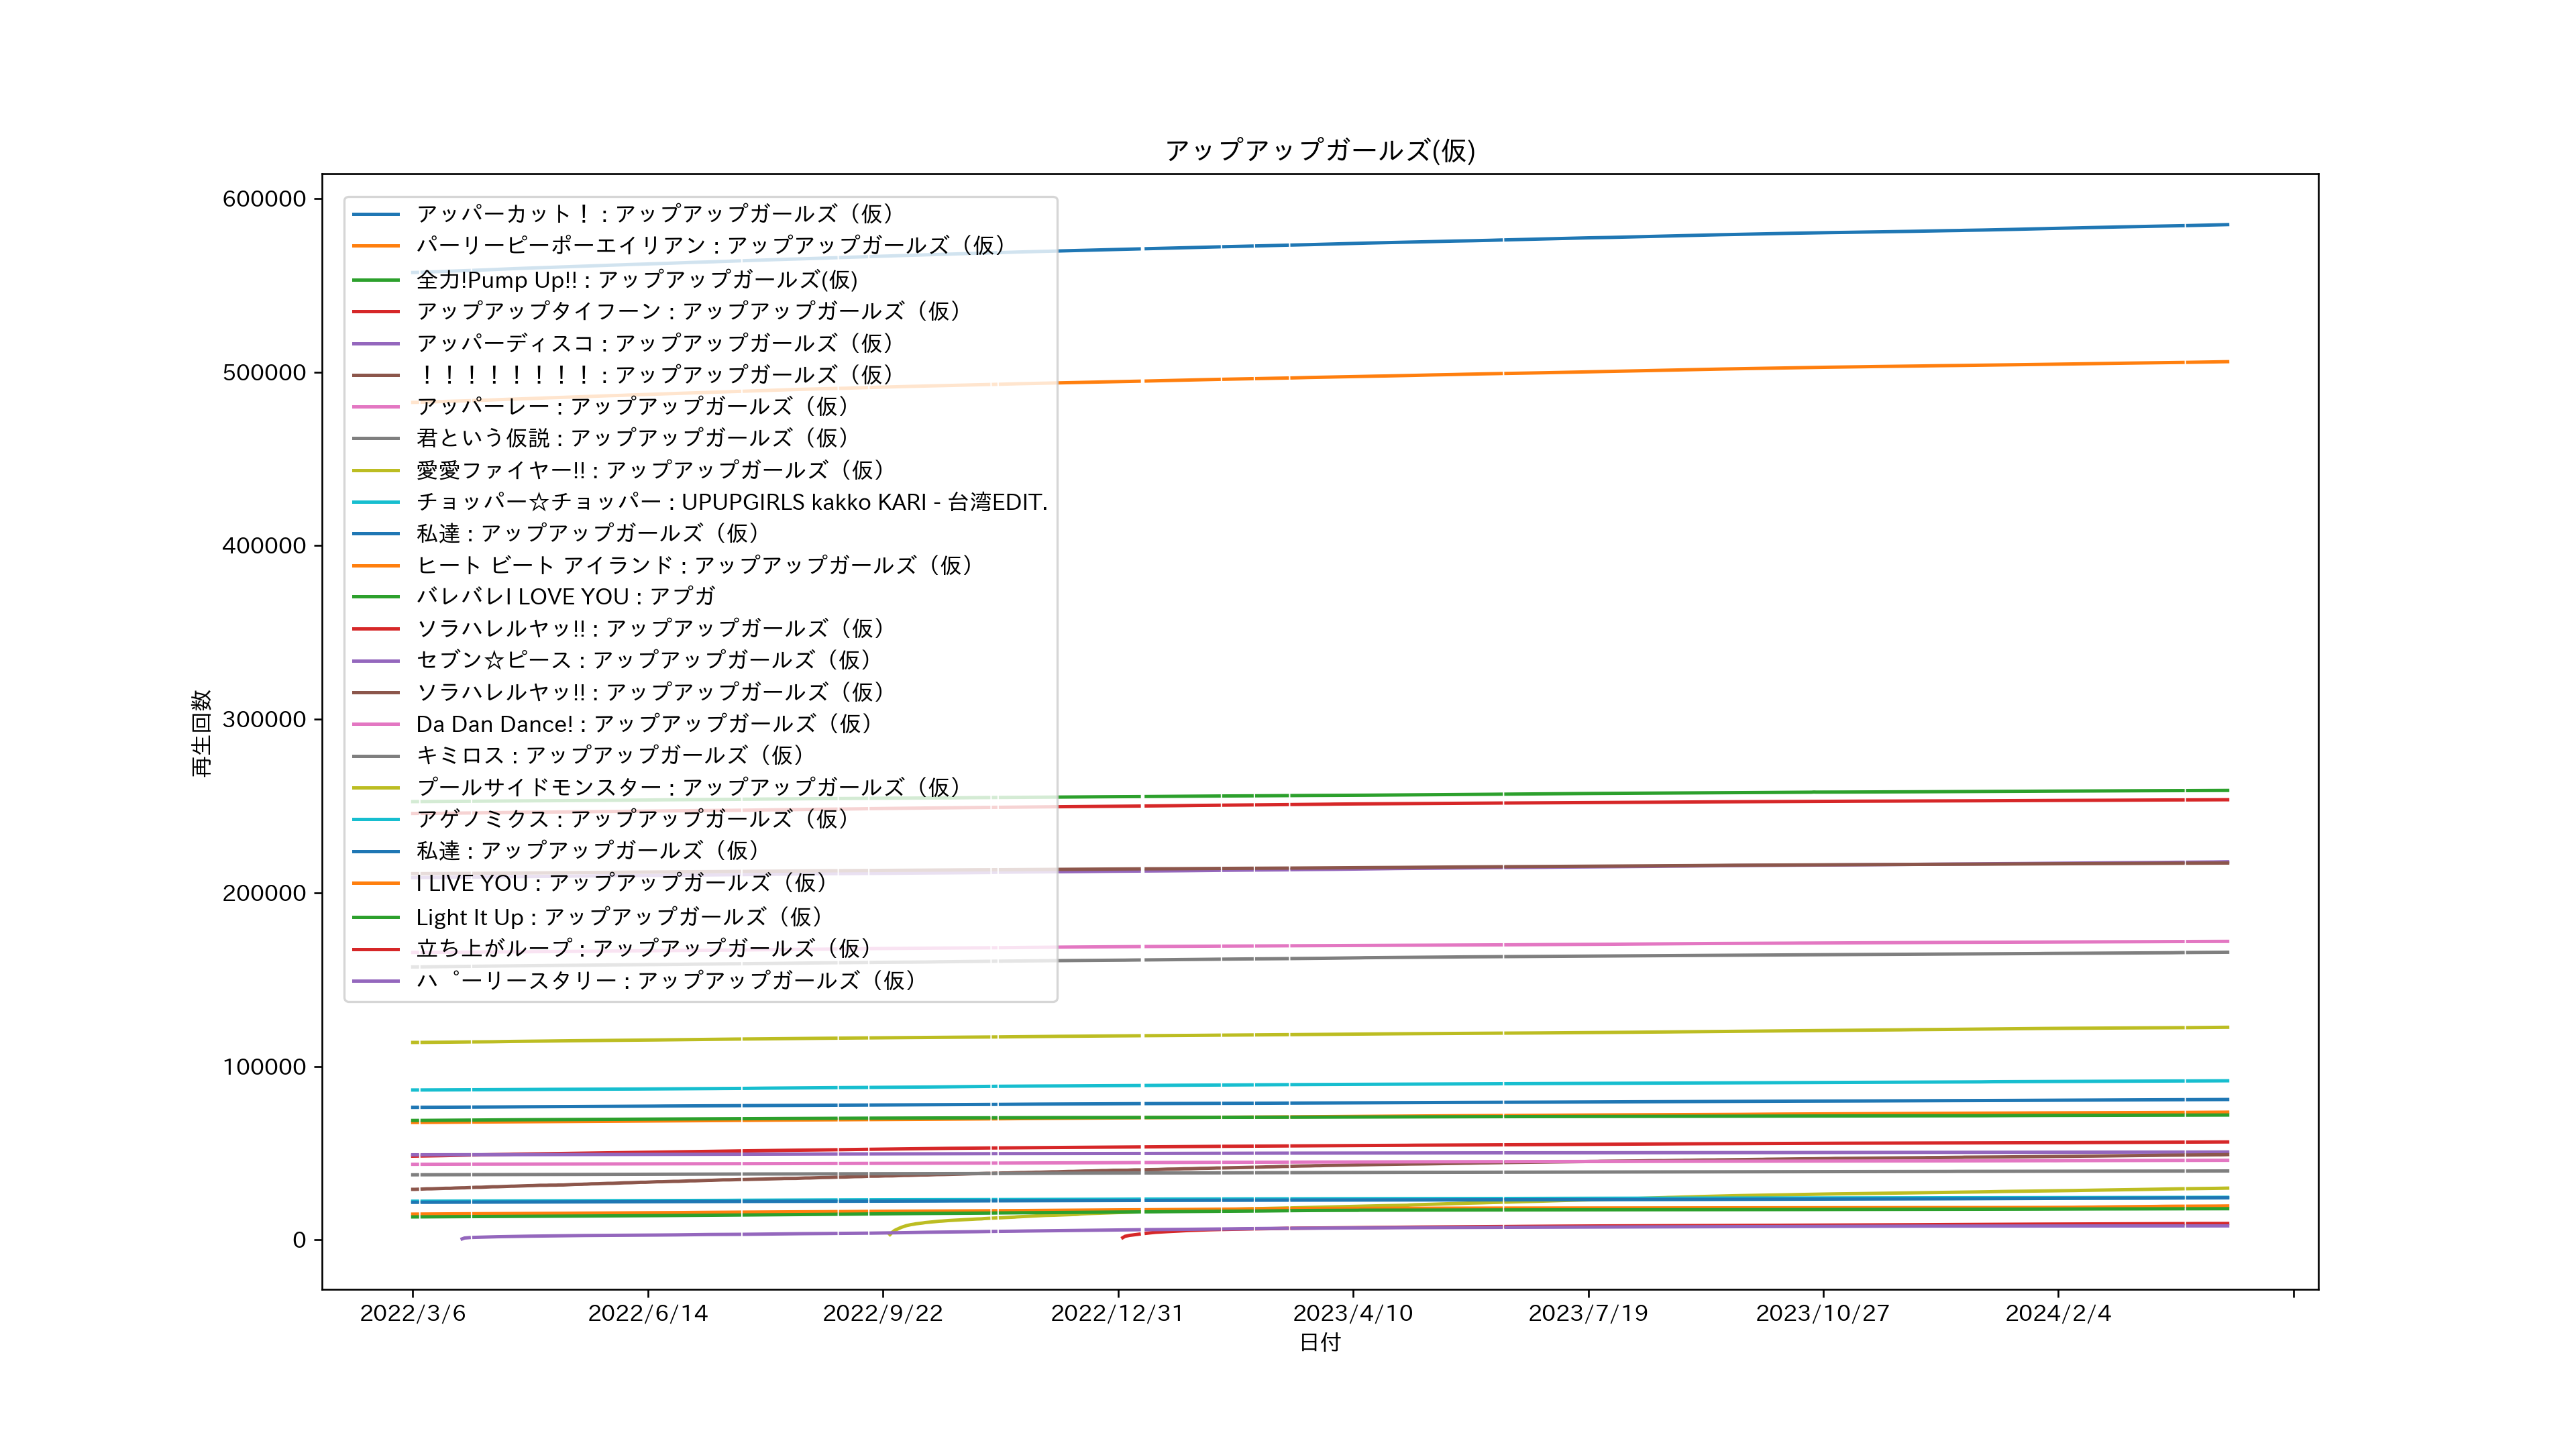 アップアップガールズ(仮)
600000
500000
400000
300000
200000
100000
0
再生回数
アッパーカット！ : アップアップガールズ（仮）
パーリーピーポーエイリアン : アップアップガールズ（仮）
全力!Pump Up!! : アップアップガールズ(仮)
アップアップタイフーン : アップアップガールズ（仮）
アッパーディスコ : アップアップガールズ（仮）
！！！！！！！！ : アップアップガールズ（仮）
アッパーレー : アップアップガールズ（仮）
君という仮説 : アップアップガールズ（仮）
愛愛ファイヤー!! : アップアップガールズ（仮）
チョッパー☆チョッパー : UPUPGIRLS kakko KARI - 台湾EDIT.
私達 : アップアップガールズ（仮）
ヒート ビート アイランド : アップアップガールズ（仮）
バレバレI LOVE YOU : アプガ
ソラハレルヤッ!! : アップアップガールズ（仮）
セブン☆ピース : アップアップガールズ（仮）
ソラハレルヤッ!! : アップアップガールズ（仮）
Da Dan Dance! : アップアップガールズ（仮）
キミロス : アップアップガールズ（仮）
プールサイドモンスター : アップアップガールズ（仮）
アゲノミクス : アップアップガールズ（仮）
私達 : アップアップガールズ（仮）
I LIVE YOU : アップアップガールズ（仮）
Light It Up : アップアップガールズ（仮）
立ち上がループ : アップアップガールズ（仮）
ハ゜ーリースタリー : アップアップガールズ（仮）
2022/3/6 2022/6/14 2022/9/22 2022/12/31 2023/4/10 2023/7/19 2023/10/27 2024/2/4
日付